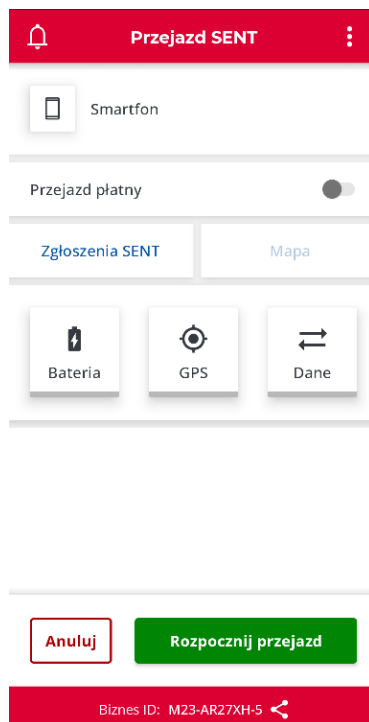 Przejazd SENT
Smartfon
Przejazd płatny
Zgłoszenia SENT
Mapa
Bateria
GPS
Dane
Anuluj
Rozpocznij przejazd
Biznes ID: M23-AR27XH-5